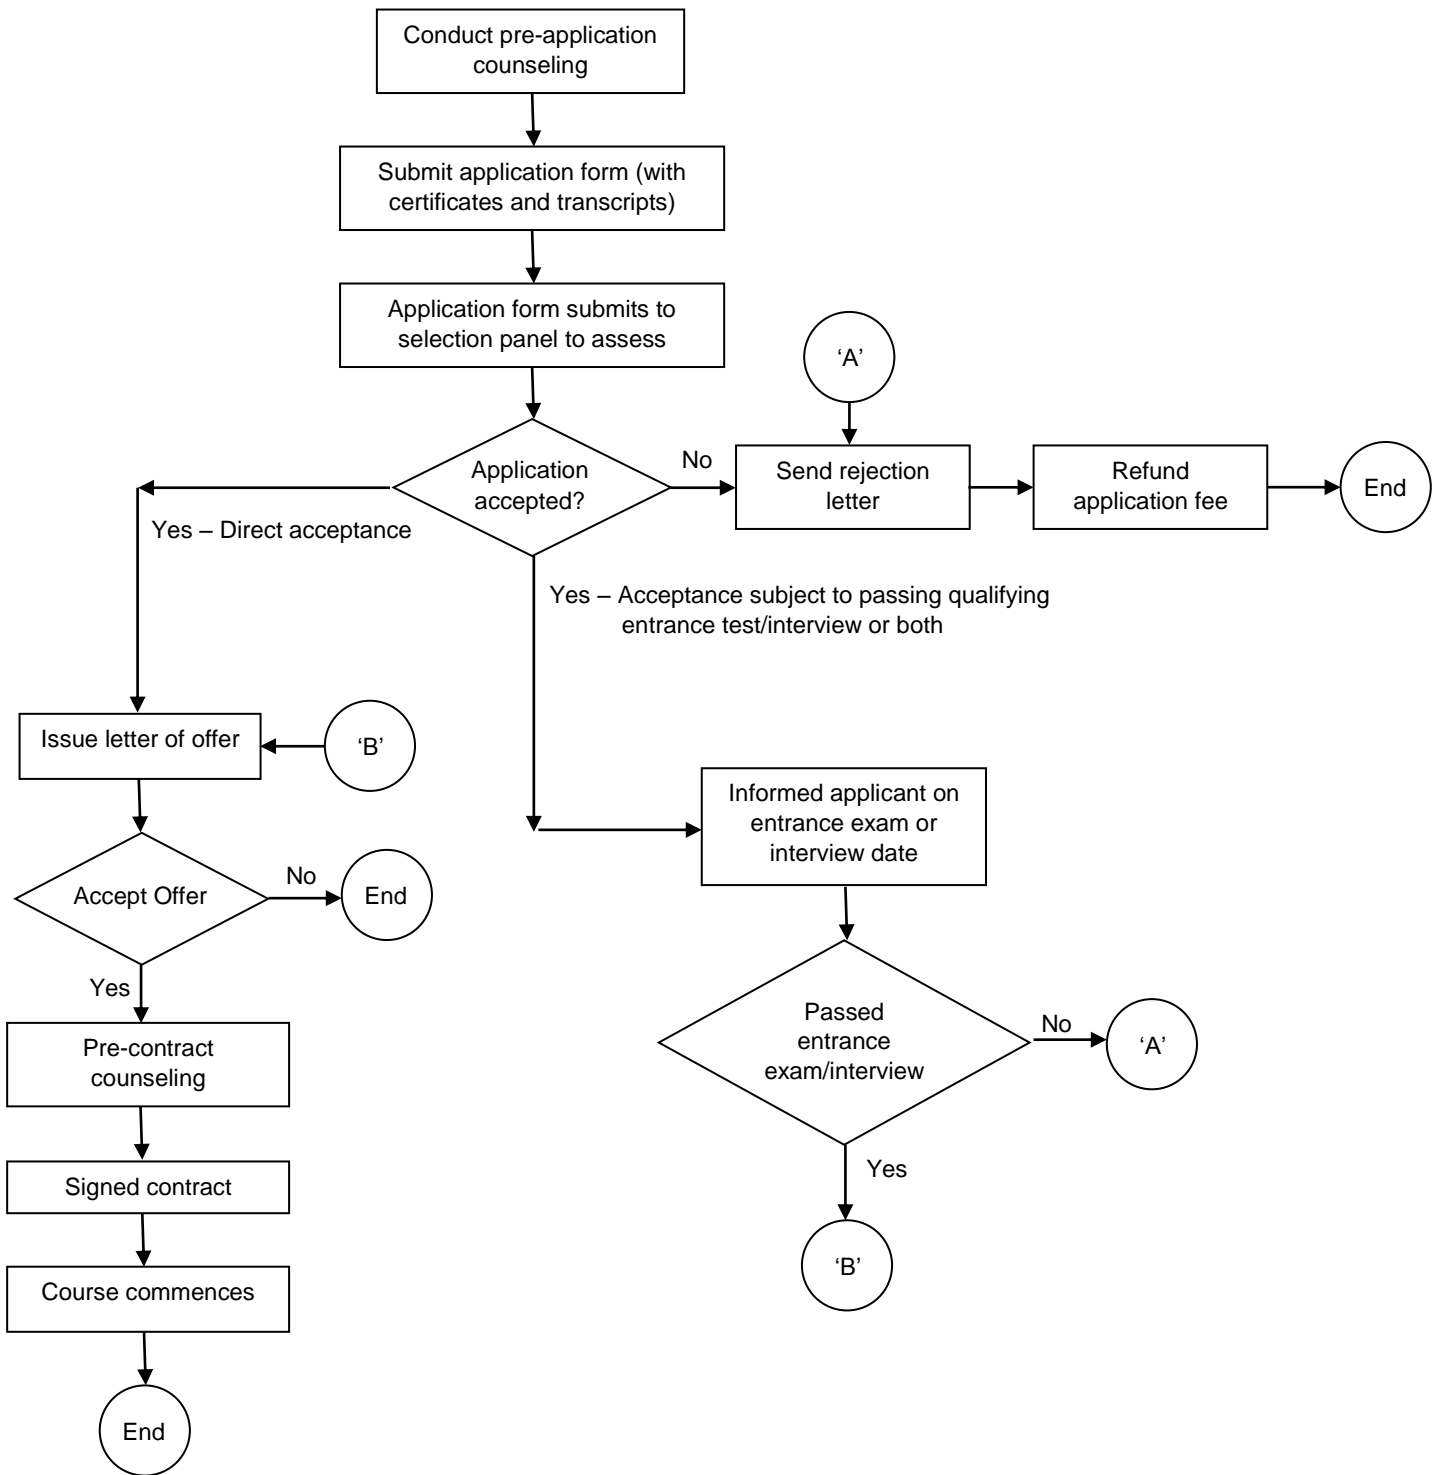 Conduct pre-application
counseling
Submit application form (with
certificates and transcripts)
Application form submits to
selection panel to assess
‘A’
Application
accepted?
No
Send rejection
letter
Refund
application fee
End
Yes – Direct acceptance
Yes – Acceptance subject to passing qualifying
entrance test/interview or both
Issue letter of offer
‘B’
Informed applicant on
entrance exam or
interview date
Accept Offer
No
End
Yes
Passed
entrance
exam/interview
No
‘A’
Pre-contract
counseling
Yes
Signed contract
‘B’
Course commences
End